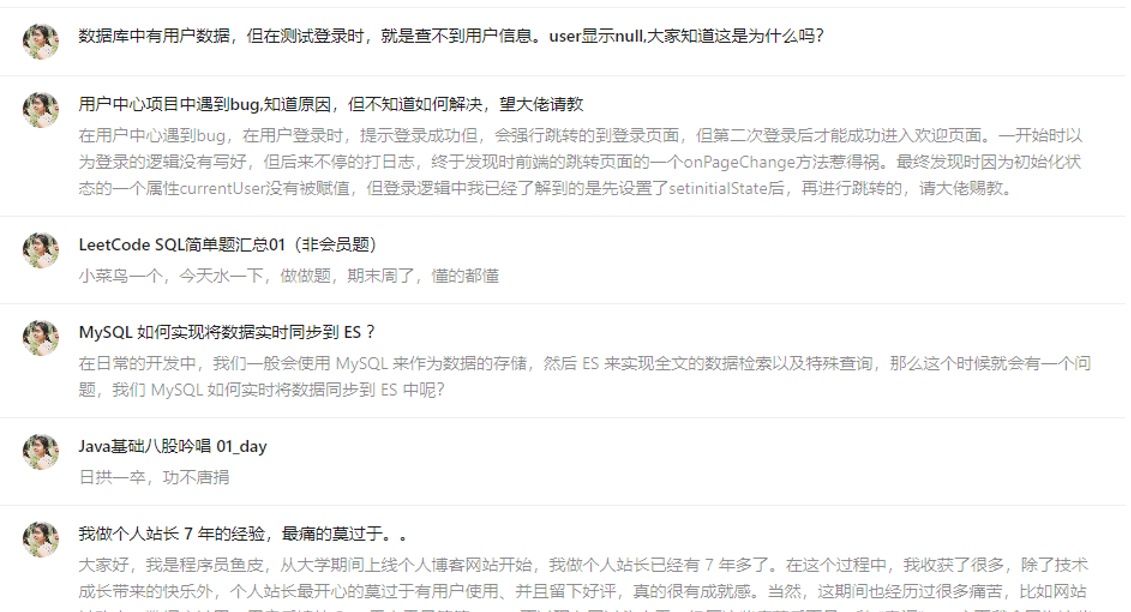 数据库中有用户数据，但在测试登录时，就是查不到用户信息。user显示null,大家知道这是为什么吗？
用户中心项目中遇到bug,知道原因，但不知道如何解决，望大佬请教
在用户中心遇到bug，在用户登录时，提示登录成功但，会强行跳转的到登录页面，但第二次登录后才能成功进入欢迎页面。一开始时以
为登录的逻辑没有写好，但后来不停的打日志，终于发现时前端的跳转页面的一个onPageChange方法惹得祸。最终发现时因为初始化状
态的一个属性currentUser没有被赋值，但登录逻辑中我已经了解到的是先设置了setinitialState后，再进行跳转的，请大佬赐教。
LeetCode SQL简单题汇总01（非会员题）
小菜鸟一个，今天水一下，做做题，期末周了，懂的都懂
MySQL 如何实现将数据实时同步到 ES ？
在日常的开发中，我们一般会使用 MySQL 来作为数据的存储，然后 ES 来实现全文的数据检索以及特殊查询，那么这个时候就会有一个问
题，我们 MySQL 如何实时将数据同步到 ES 中呢？
Java基础八股吟唱 01_day
日拱一卒，功不唐捐
我做个人站长 7 年的经验，最痛的莫过于。。
大家好，我是程序员鱼皮，从大学期间上线个人博客网站开始，我做个人站长已经有 7 年多了。在这个过程中，我收获了很多，除了技术
成长带来的快乐外，个人站长最开心的莫过于有用户使用、并且留下好评，真的很有成就感。当然，这期间也经历过很多痛苦，比如网站